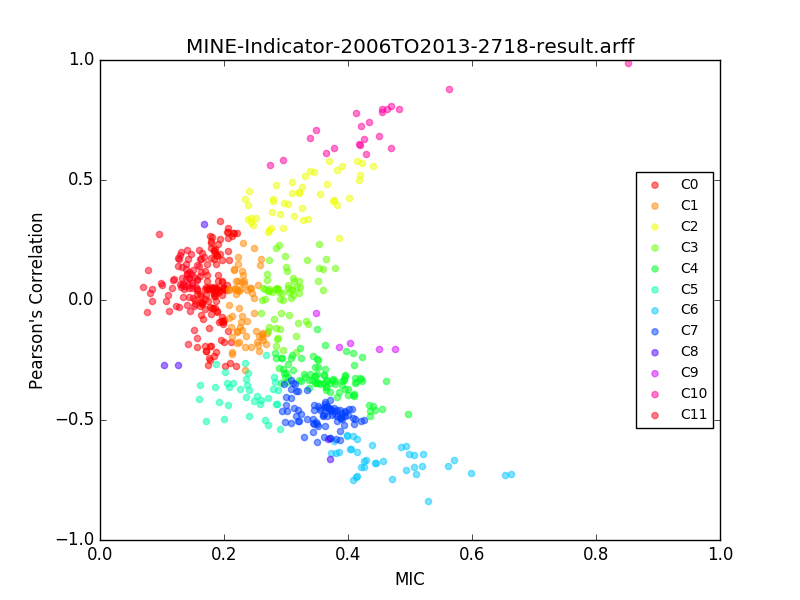 MINE-Indicator-2006TO2013-2718-result.arff
1.0
0.5
0.0
−0.5
−1.0
Pearson's Correlation
C0
C1
C2
C3
C4
C5
C6
C7
C8
C9
C10
C11
0.0 0.2 0.4 0.6 0.8 1.0
MIC